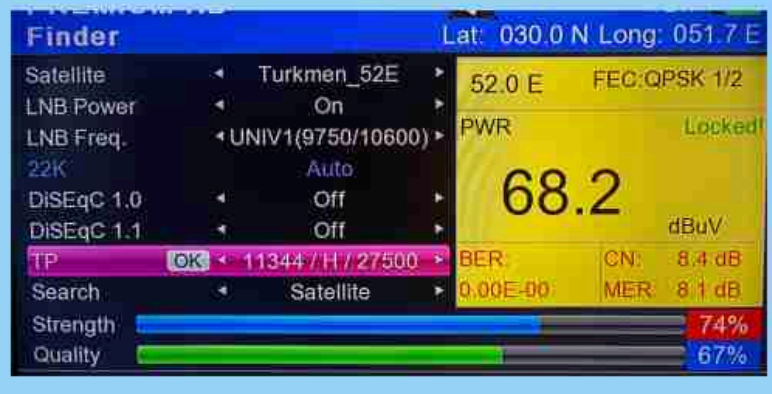 Finder
Lat: 030.0 N Long: 051.7 E
Satellite Turkmen_52E
LNB Power On
LNB Freq. UNIV1(9750/10600)
22K Auto
DiSEqC 1.0 Off
DiSEqC 1.1 Off
TP OK 11344 / H / 27500
Search Satellite
52.0 E FEC:QPSK 1/2
PWR Locked!
68.2
dBuV
BER: CN: 8.4 dB
0.00E-00 MER: 8.1 dB
Strength 74%
Quality 67%